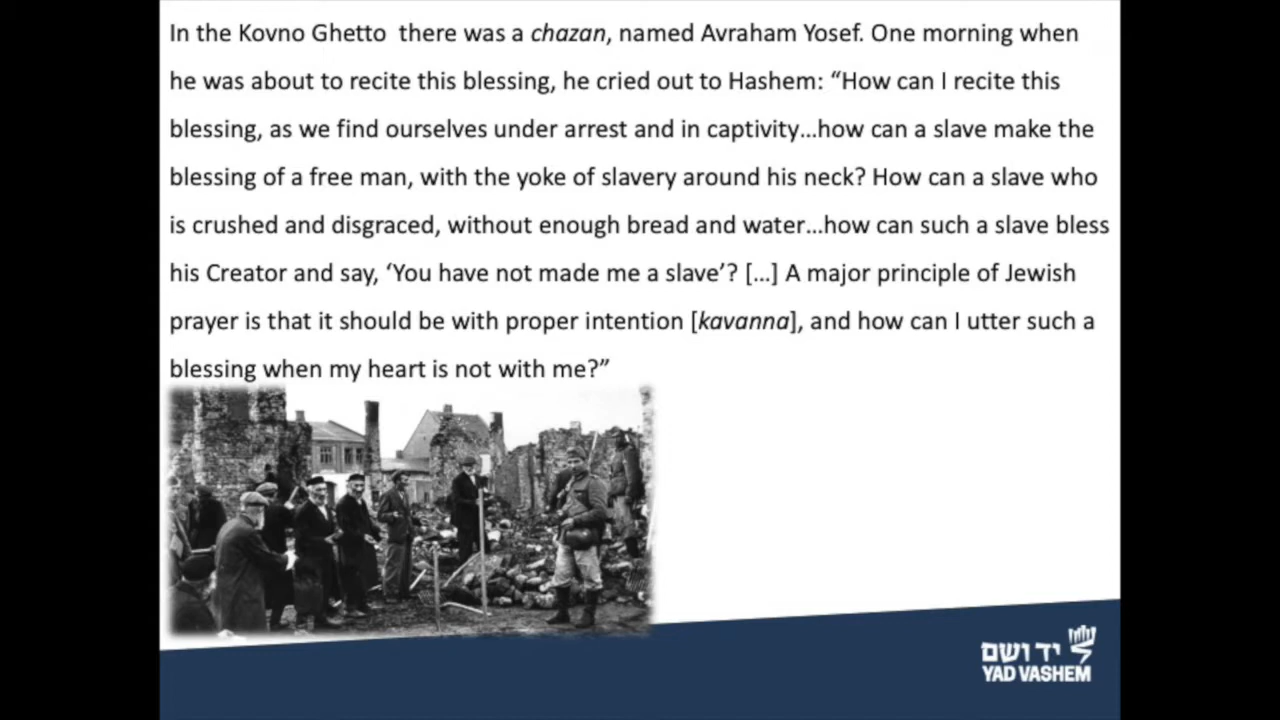 In the Kovno Ghetto there was a chazan, named Avraham Yosef. One morning when
he was about to recite this blessing, he cried out to Hashem: “How can I recite this
blessing, as we find ourselves under arrest and in captivity…how can a slave make the
blessing of a free man, with the yoke of slavery around his neck? How can a slave who
is crushed and disgraced, without enough bread and water…how can such a slave bless
his Creator and say, ‘You have not made me a slave’? […] A major principle of Jewish
prayer is that it should be with proper intention [kavanna], and how can I utter such a
blessing when my heart is not with me?”
יד ושם
YAD VASHEM